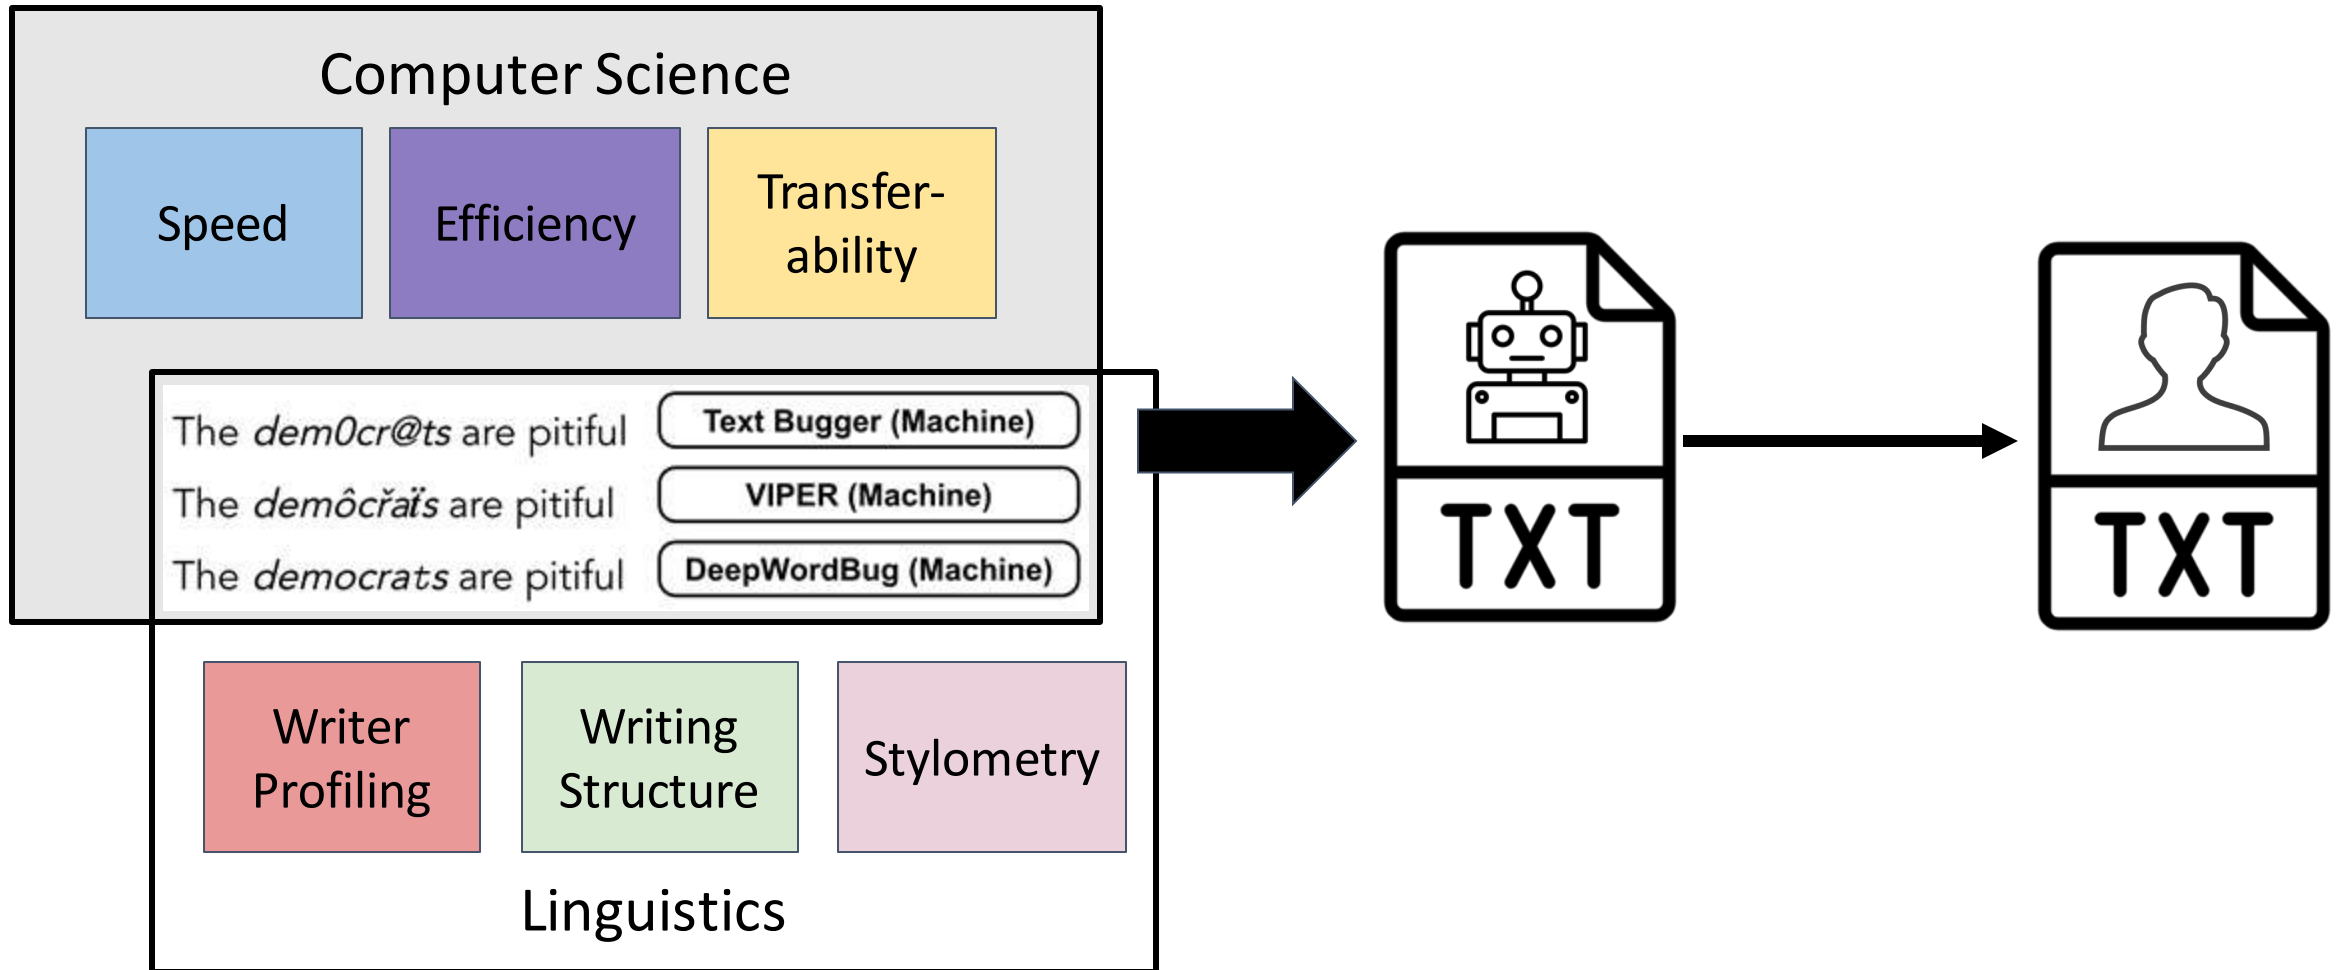 Computer Science
Speed
Efficiency
Transfer-
ability
The dem0cr@ts are pitiful
Text Bugger (Machine)
The demôcřaïs are pitiful
VIPER (Machine)
The democrats are pitiful
DeepWordBug (Machine)
Writer
Profiling
Writing
Structure
Stylometry
Linguistics
TXT
TXT